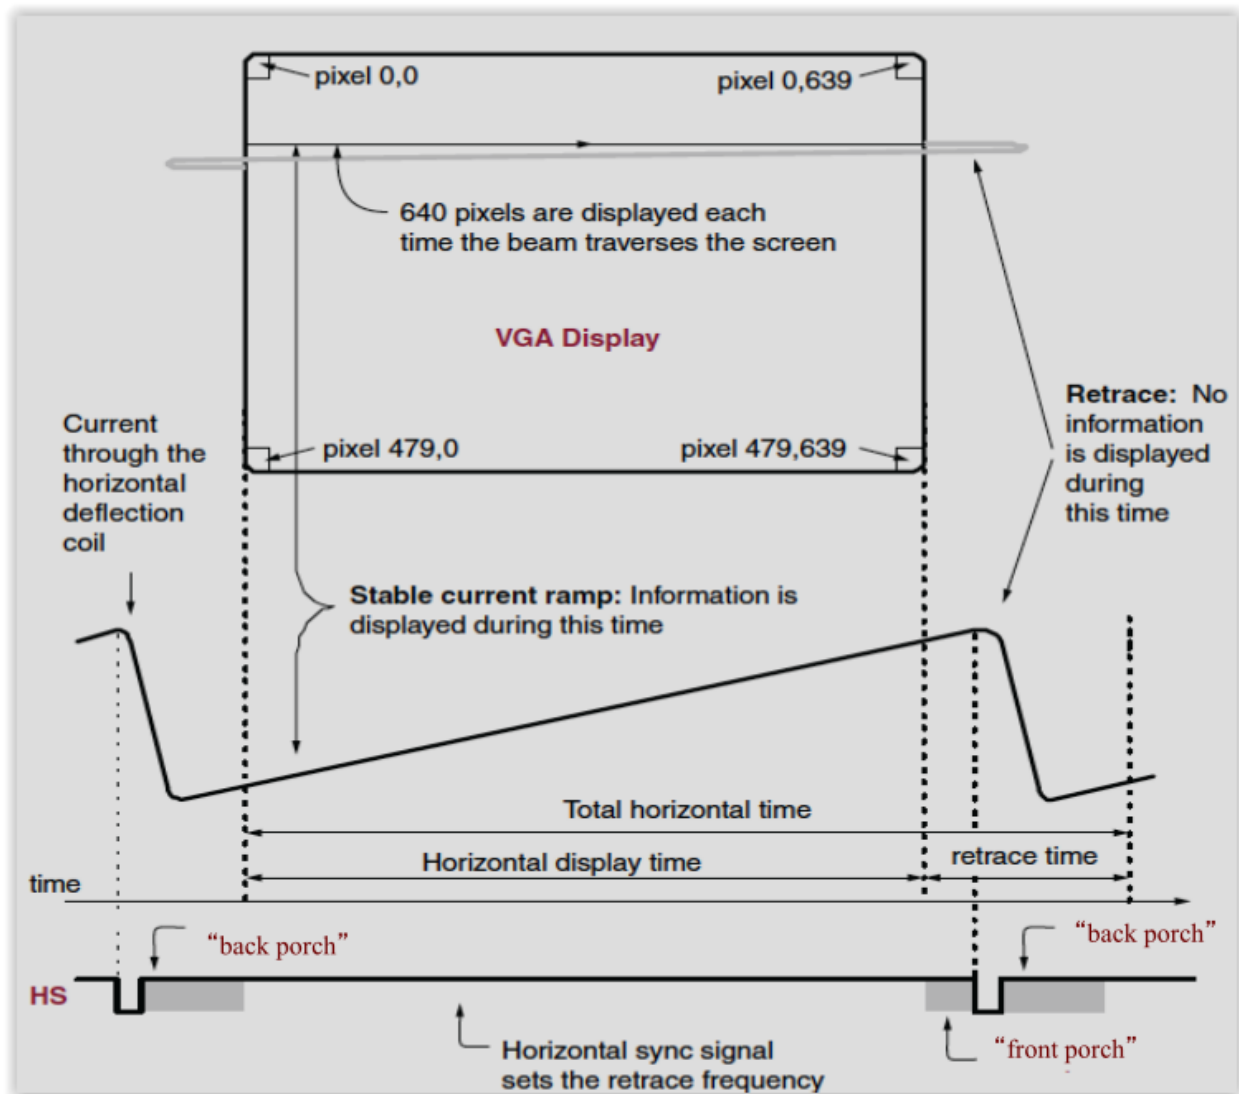 pixel 0,0
pixel 0,639
640 pixels are displayed each
time the beam traverses the screen
VGA Display
Retrace: No
information
is displayed
during
this time
Current
through the
horizontal
deflection
coil
pixel 479,0
pixel 479,639
Stable current ramp: Information is
displayed during this time
Total horizontal time
Horizontal display time
retrace time
time
“back porch”
“back porch”
HS
Horizontal sync signal
sets the retrace frequency
“front porch”